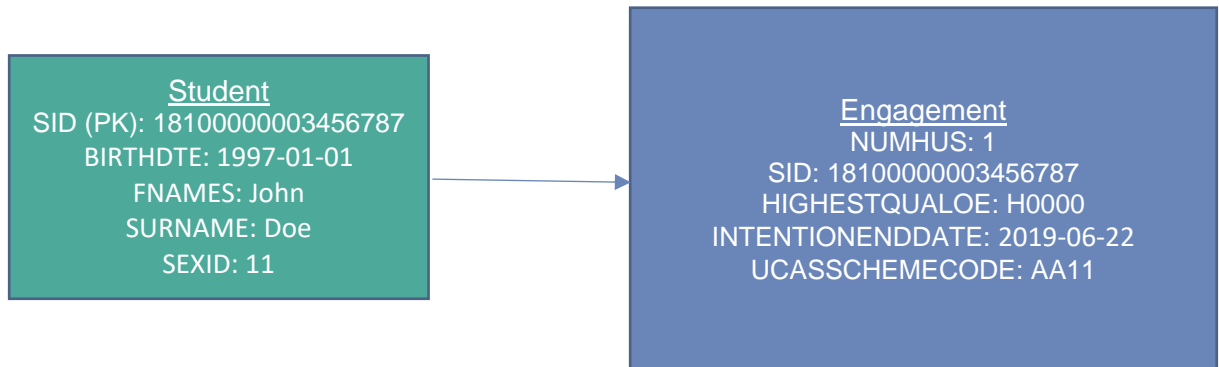 Student
SID (PK): 18100000003456787
BIRTHDTE: 1997-01-01
FNAMES: John
SURNAME: Doe
SEXID: 11
Engagement
NUMHUS: 1
SID: 18100000003456787
HIGHESTQUALOE: H0000
INTENTIONENDDATE: 2019-06-22
UCASSCHEMECODE: AA11